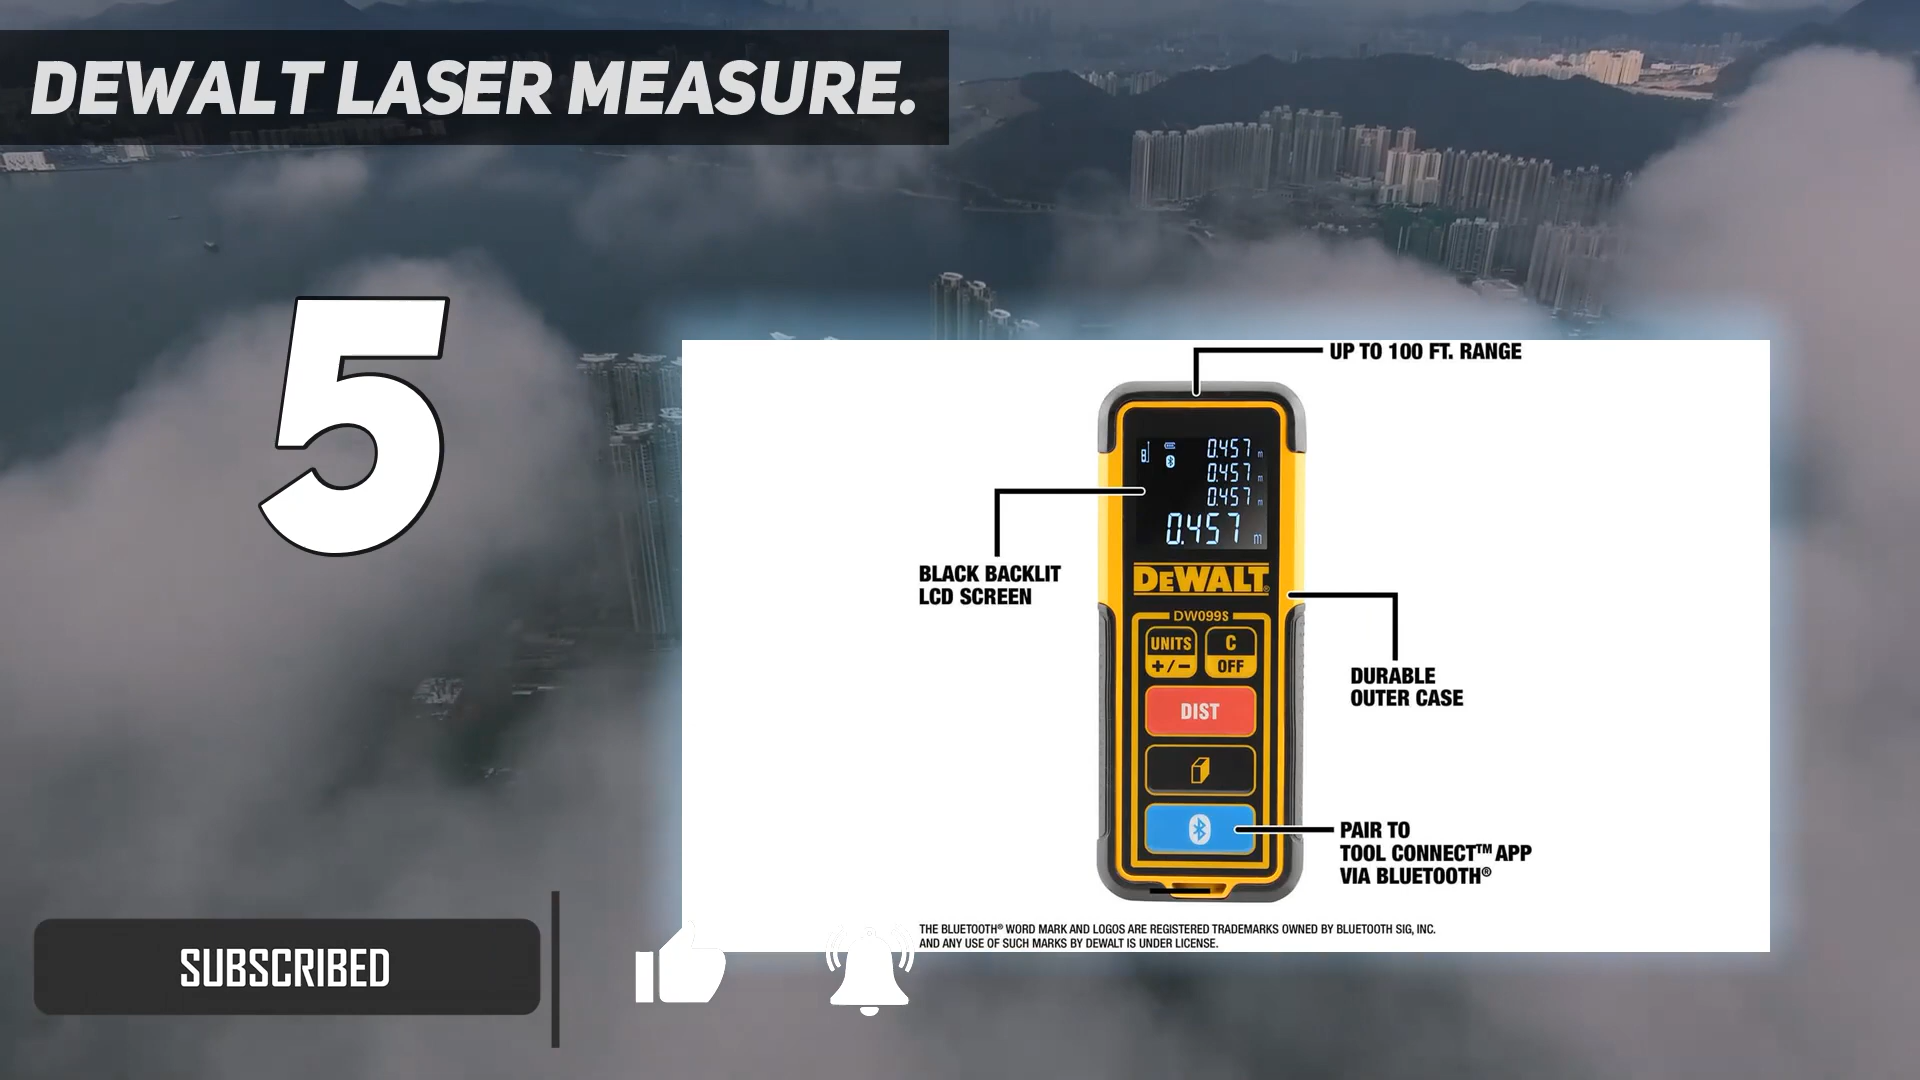 DEWALT LASER MEASURE.
5
UP TO 100 FT. RANGE
0.457 m
0.457 m
0.457 m
0.457 m
BLACK BACKLIT
LCD SCREEN
DEWALT®
DW099S
UNITS
C
+/−
OFF
DIST
DURABLE
OUTER CASE
PAIR TO
TOOL CONNECT™ APP
VIA BLUETOOTH®
THE BLUETOOTH® WORD MARK AND LOGOS ARE REGISTERED TRADEMARKS OWNED BY BLUETOOTH SIG, INC.
AND ANY USE OF SUCH MARKS BY DEWALT IS UNDER LICENSE.
SUBSCRIBED